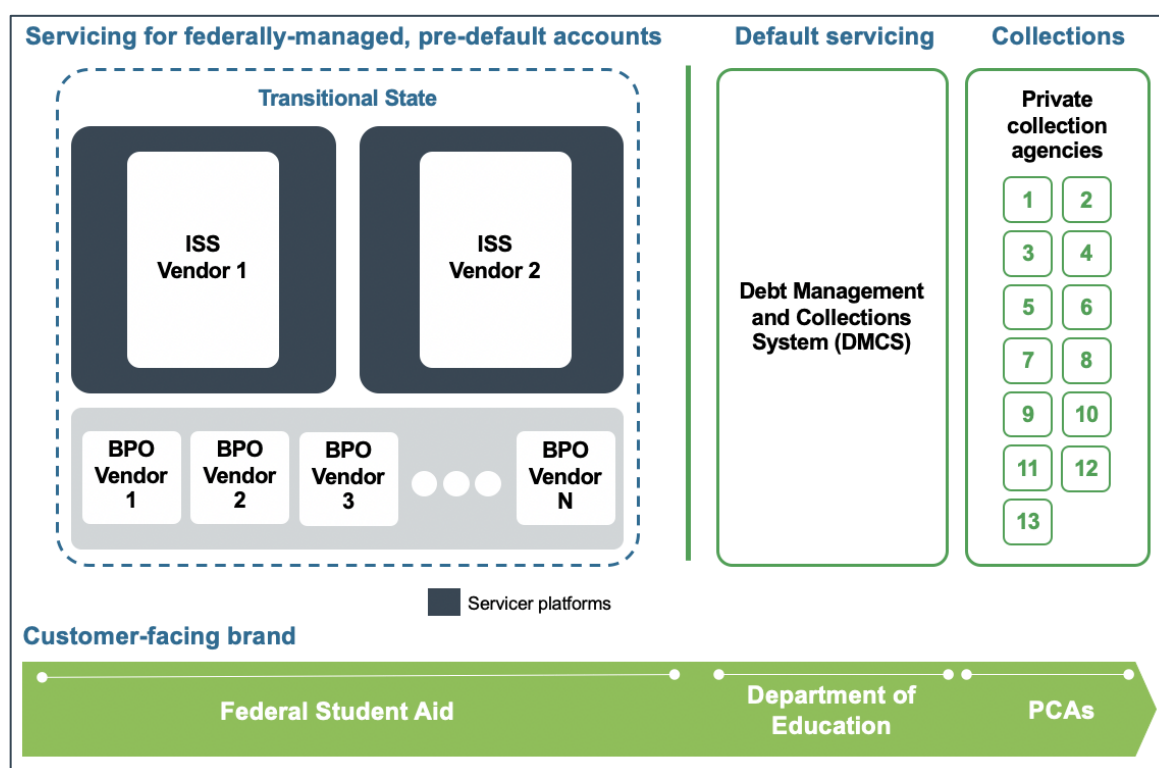 Servicing for federally-managed, pre-default accounts
Default servicing
Collections
Transitional State
ISS
Vendor 1
ISS
Vendor 2
BPO
Vendor
1
BPO
Vendor
2
BPO
Vendor
3
BPO
Vendor
N
Debt Management
and Collections
System (DMCS)
Private
collection
agencies
1
2
3
4
5
6
7
8
9
10
11
12
13
Servicer platforms
Customer-facing brand
Federal Student Aid
Department of
Education
PCAs